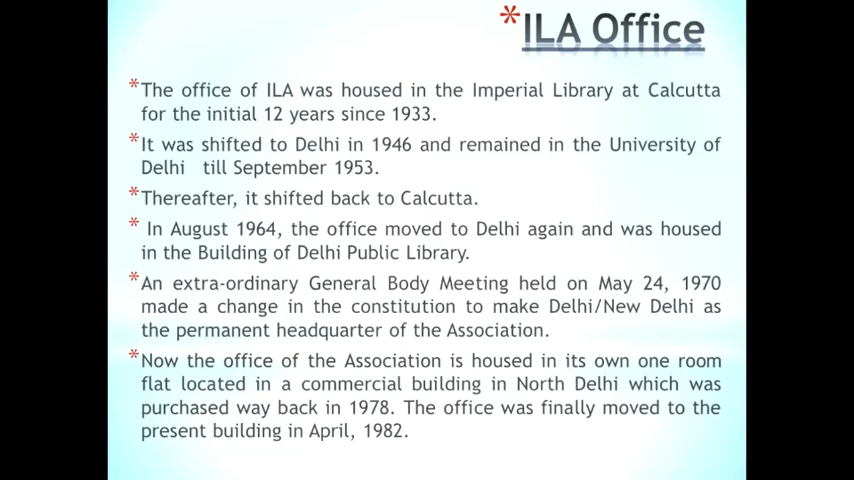 *ILA Office
*The office of ILA was housed in the Imperial Library at Calcutta
for the initial 12 years since 1933.
*It was shifted to Delhi in 1946 and remained in the University of
Delhi till September 1953.
*Thereafter, it shifted back to Calcutta.
* In August 1964, the office moved to Delhi again and was housed
in the Building of Delhi Public Library.
*An extra-ordinary General Body Meeting held on May 24, 1970
made a change in the constitution to make Delhi/New Delhi as
the permanent headquarter of the Association.
*Now the office of the Association is housed in its own one room
flat located in a commercial building in North Delhi which was
purchased way back in 1978. The office was finally moved to the
present building in April, 1982.